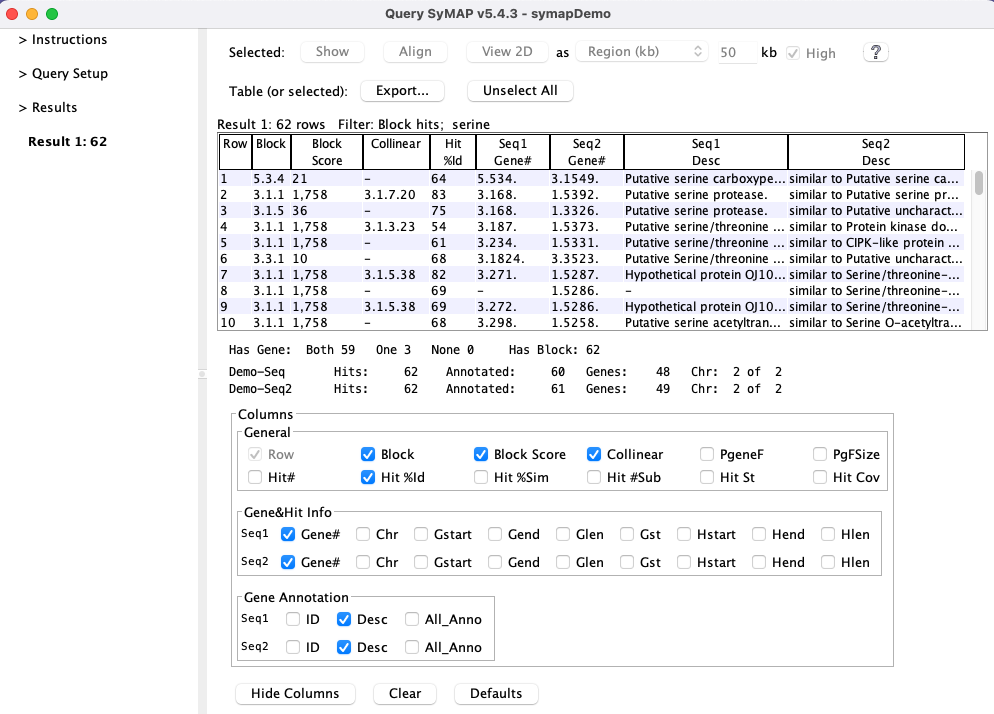 Query SyMAP v5.4.3 - symapDemo
> Instructions
> Query Setup
> Results
Result 1: 62
Selected: Show Align View 2D as Region (kb) 50 kb High ?
Table (or selected): Export... Unselect All
Result 1: 62 rows Filter: Block hits; serine
Row Block Block Score Collinear Hit %Id Seq1 Gene# Seq2 Gene# Seq1 Desc Seq2 Desc
1 5.3.4 21 – 64 5.534. 3.1549. Putative serine carboxype... similar to Putative serine ca...
2 3.1.1 1,758 3.1.7.20 83 3.168. 1.5392. Putative serine protease. similar to Putative serine pr...
3 3.1.5 36 – 75 3.168. 1.3326. Putative serine protease. similar to Putative uncharact...
4 3.1.1 1,758 3.1.3.23 54 3.187. 1.5373. Putative serine/threonine ... similar to Protein kinase do...
5 3.1.1 1,758 – 61 3.234. 1.5331. Putative serine/threonine ... similar to CIPK-like protein ...
6 3.3.1 10 – 68 3.1824. 3.3523. Putative Serine/threonine ... similar to Putative uncharact...
7 3.1.1 1,758 3.1.5.38 82 3.271. 1.5287. Hypothetical protein OJ10... similar to Serine/threonine-...
8 3.1.1 1,758 – 69 – 1.5286. – similar to Serine/threonine-...
9 3.1.1 1,758 3.1.5.38 69 3.272. 1.5286. Hypothetical protein OJ10... similar to Serine/threonine-...
10 3.1.1 1,758 – 68 3.298. 1.5258. Putative serine acetyltran... similar to Serine O-acetyltra...
Has Gene: Both 59 One 3 None 0 Has Block: 62
Demo-Seq Hits: 62 Annotated: 60 Genes: 48 Chr: 2 of 2
Demo-Seq2 Hits: 62 Annotated: 61 Genes: 49 Chr: 2 of 2
Columns
General
Row Block Block Score Collinear PgeneF PgFSize
Hit# Hit %Id Hit %Sim Hit #Sub Hit St Hit Cov
Gene&Hit Info
Seq1 Gene# Chr Gstart Gend Glen Gst Hstart Hend Hlen
Seq2 Gene# Chr Gstart Gend Glen Gst Hstart Hend Hlen
Gene Annotation
Seq1 ID Desc All_Anno
Seq2 ID Desc All_Anno
Hide Columns Clear Defaults